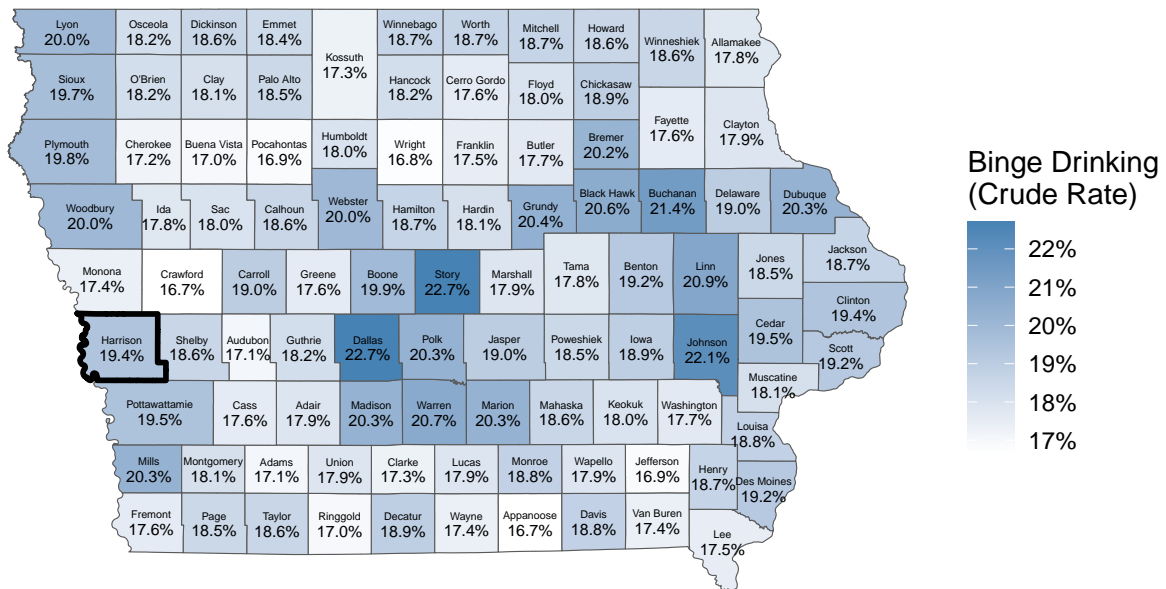 Lyon
20.0%
Osceola
18.2%
Dickinson
18.6%
Emmet
18.4%
Kossuth
17.3%
Winnebago
18.7%
Worth
18.7%
Mitchell
18.7%
Howard
18.6%
Winneshiek
18.6%
Allamakee
17.8%
Sioux
19.7%
O'Brien
18.2%
Clay
18.1%
Palo Alto
18.5%
Hancock
18.2%
Cerro Gordo
17.6%
Floyd
18.0%
Chickasaw
18.9%
Fayette
17.6%
Clayton
17.9%
Plymouth
19.8%
Cherokee
17.2%
Buena Vista
17.0%
Pocahontas
16.9%
Humboldt
18.0%
Wright
16.8%
Franklin
17.5%
Butler
17.7%
Bremer
20.2%
Woodbury
20.0%
Ida
17.8%
Sac
18.0%
Calhoun
18.6%
Webster
20.0%
Hamilton
18.7%
Hardin
18.1%
Grundy
20.4%
Black Hawk
20.6%
Buchanan
21.4%
Delaware
19.0%
Dubuque
20.3%
Monona
17.4%
Crawford
16.7%
Carroll
19.0%
Greene
17.6%
Boone
19.9%
Story
22.7%
Marshall
17.9%
Tama
17.8%
Benton
19.2%
Linn
20.9%
Jones
18.5%
Jackson
18.7%
Clinton
19.4%
Harrison
19.4%
Shelby
18.6%
Audubon
17.1%
Guthrie
18.2%
Dallas
22.7%
Polk
20.3%
Jasper
19.0%
Poweshiek
18.5%
Iowa
18.9%
Johnson
22.1%
Cedar
19.5%
Scott
19.2%
Muscatine
18.1%
Pottawattamie
19.5%
Cass
17.6%
Adair
17.9%
Madison
20.3%
Warren
20.7%
Marion
20.3%
Mahaska
18.6%
Keokuk
18.0%
Washington
17.7%
Louisa
18.8%
Mills
20.3%
Montgomery
18.1%
Adams
17.1%
Union
17.9%
Clarke
17.3%
Lucas
17.9%
Monroe
18.8%
Wapello
17.9%
Jefferson
16.9%
Henry
18.7%
Des Moines
19.2%
Fremont
17.6%
Page
18.5%
Taylor
18.6%
Ringgold
17.0%
Decatur
18.9%
Wayne
17.4%
Appanoose
16.7%
Davis
18.8%
Van Buren
17.4%
Lee
17.5%
Binge Drinking
(Crude Rate)
22%
21%
20%
19%
18%
17%